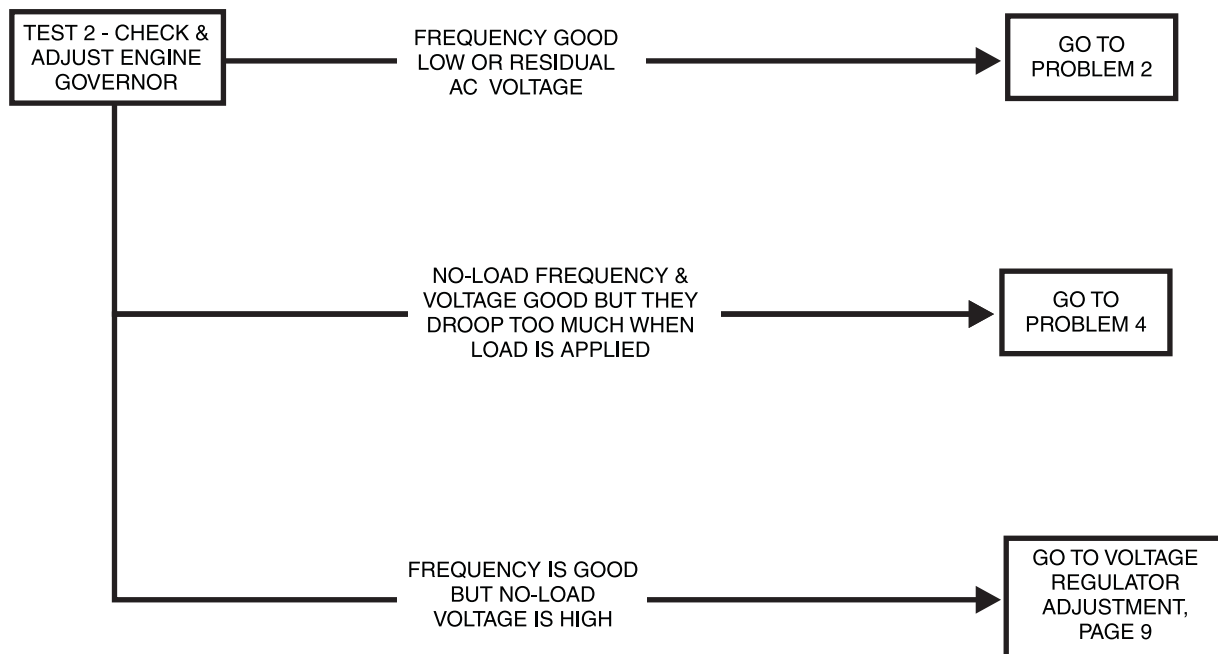 TEST 2 - CHECK &
ADJUST ENGINE
GOVERNOR
FREQUENCY GOOD
LOW OR RESIDUAL
AC VOLTAGE
GO TO
PROBLEM 2
NO-LOAD FREQUENCY &
VOLTAGE GOOD BUT THEY
DROOP TOO MUCH WHEN
LOAD IS APPLIED
GO TO
PROBLEM 4
FREQUENCY IS GOOD
BUT NO-LOAD
VOLTAGE IS HIGH
GO TO VOLTAGE
REGULATOR
ADJUSTMENT,
PAGE 9